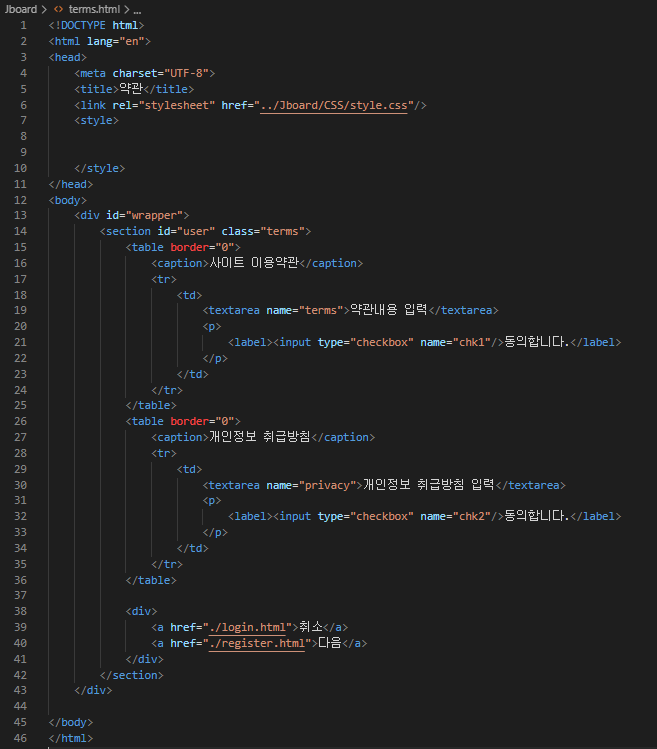 Jboard > <> terms.html > ...
1 <!DOCTYPE html>
2 <html lang="en">
3 <head>
4     <meta charset="UTF-8">
5     <title>약관</title>
6     <link rel="stylesheet" href="../Jboard/CSS/style.css"/>
7     <style>
8
9
10     </style>
11 </head>
12 <body>
13     <div id="wrapper">
14         <section id="user" class="terms">
15             <table border="0">
16                 <caption>사이트 이용약관</caption>
17                 <tr>
18                     <td>
19                         <textarea name="terms">약관내용 입력</textarea>
20                         <p>
21                             <label><input type="checkbox" name="chk1"/>동의합니다.</label>
22                         </p>
23                     </td>
24                 </tr>
25             </table>
26             <table border="0">
27                 <caption>개인정보 취급방침</caption>
28                 <tr>
29                     <td>
30                         <textarea name="privacy">개인정보 취급방침 입력</textarea>
31                         <p>
32                             <label><input type="checkbox" name="chk2"/>동의합니다.</label>
33                         </p>
34                     </td>
35                 </tr>
36             </table>
37
38             <div>
39                 <a href="./login.html">취소</a>
40                 <a href="./register.html">다음</a>
41             </div>
42         </section>
43     </div>
44
45 </body>
46 </html>